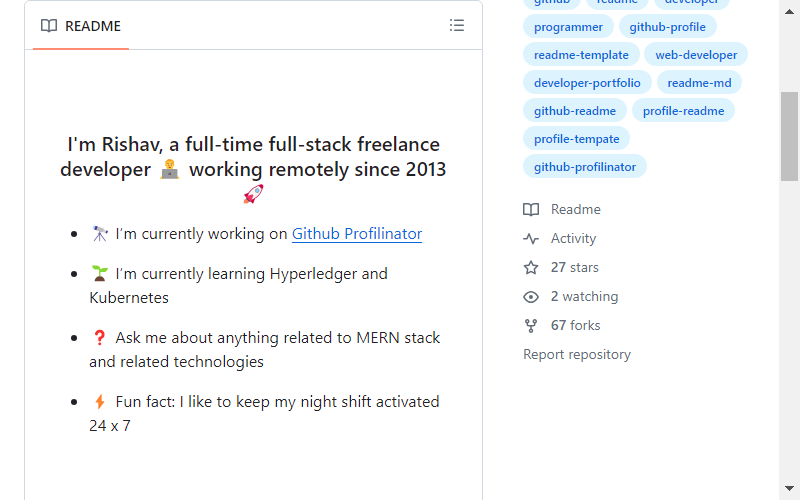 README
I'm Rishav, a full-time full-stack freelance
developer 👨‍💻 working remotely since 2013
🚀
🔭 I'm currently working on Github Profilinator
🌱 I'm currently learning Hyperledger and
Kubernetes
❓ Ask me about anything related to MERN stack
and related technologies
⚡ Fun fact: I like to keep my night shift activated
24 x 7
github readme developer
programmer github-profile
readme-template web-developer
developer-portfolio readme-md
github-readme profile-readme
profile-tempate
github-profilinator
Readme
Activity
27 stars
2 watching
67 forks
Report repository